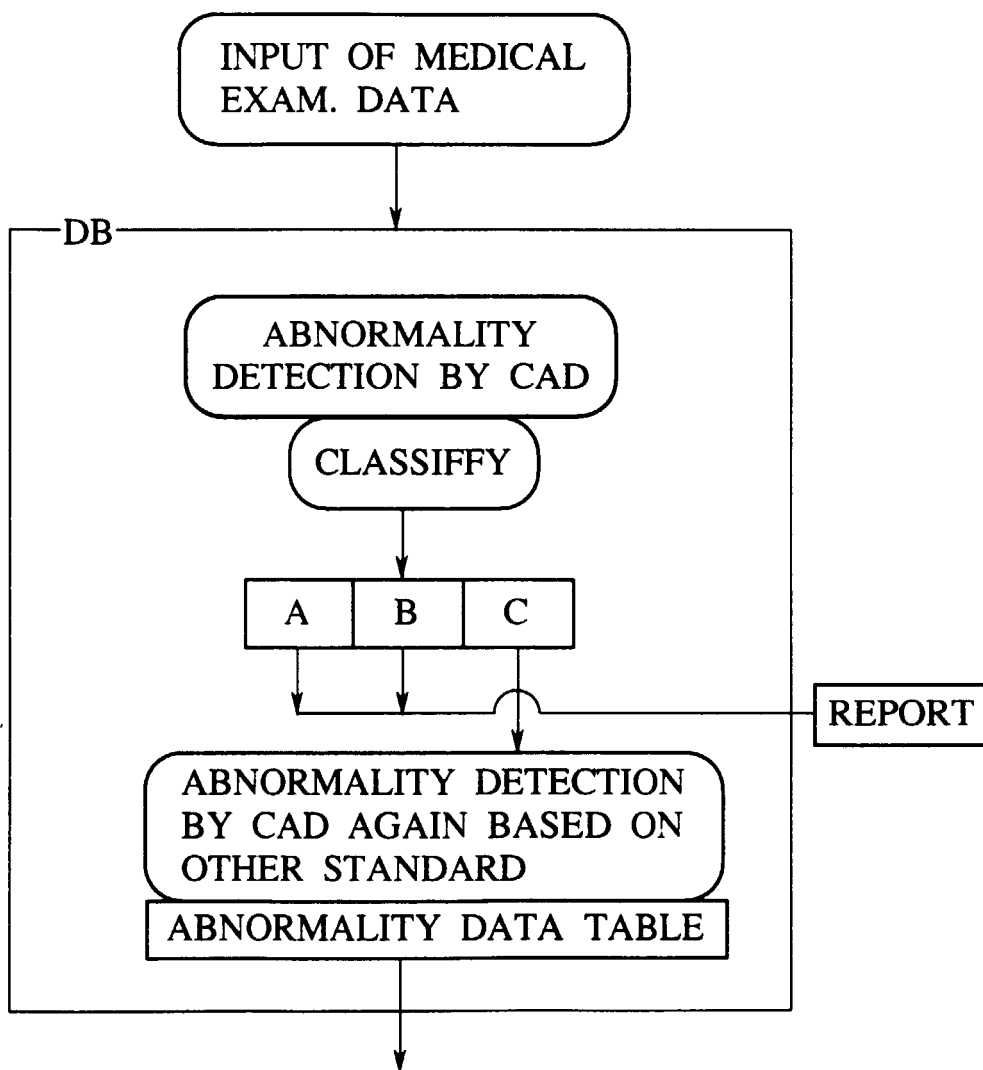 INPUT OF MEDICAL
EXAM. DATA
DB
ABNORMALITY
DETECTION BY CAD
CLASSIFFY
A B C
REPORT
ABNORMALITY DETECTION
BY CAD AGAIN BASED ON
OTHER STANDARD
ABNORMALITY DATA TABLE